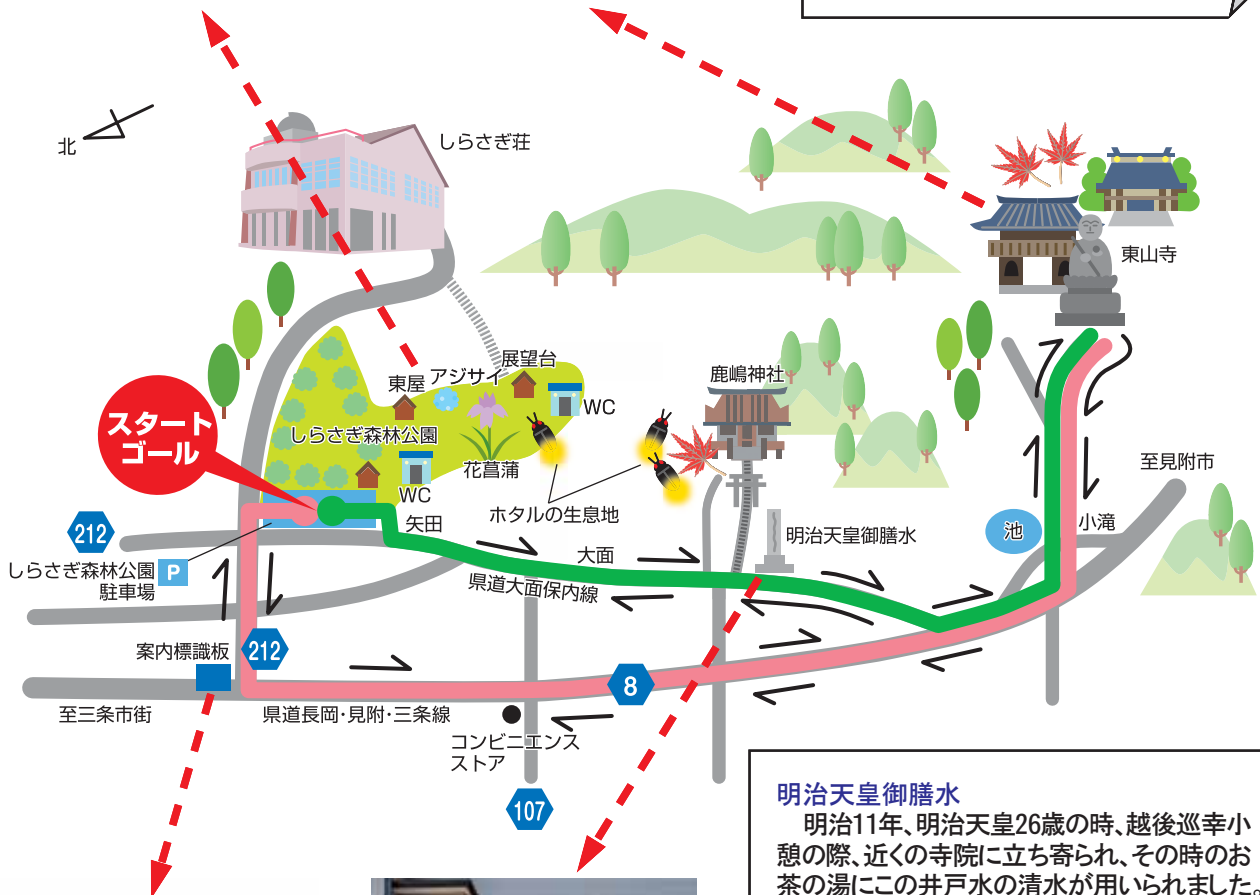 北
しらさぎ荘
東山寺
展望台
東屋
アジサイ
WC
鹿嶋神社
スタート
ゴール
しらさぎ森林公園
花菖蒲
WC
ホタルの生息地
至見附市
212
矢田
池
小滝
明治天皇御膳水
大面
しらさぎ森林公園
駐車場
P
県道大面保内線
案内標識板
212
8
至三条市街
県道長岡・見附・三条線
コンビニエンス
ストア
107
明治天皇御膳水
明治11年、明治天皇26歳の時、越後巡幸小
憩の際、近くの寺院に立ち寄られ、その時のお
茶の湯にこの井戸水の清水が用いられました。